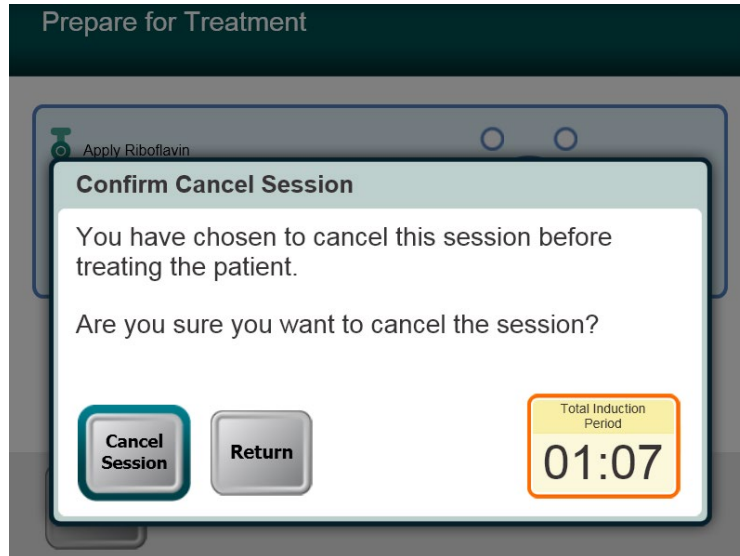 Prepare for Treatment
Apply Riboflavin
Confirm Cancel Session
You have chosen to cancel this session before
treating the patient.
Are you sure you want to cancel the session?
Cancel
Session
Return
Total Induction
Period
01:07